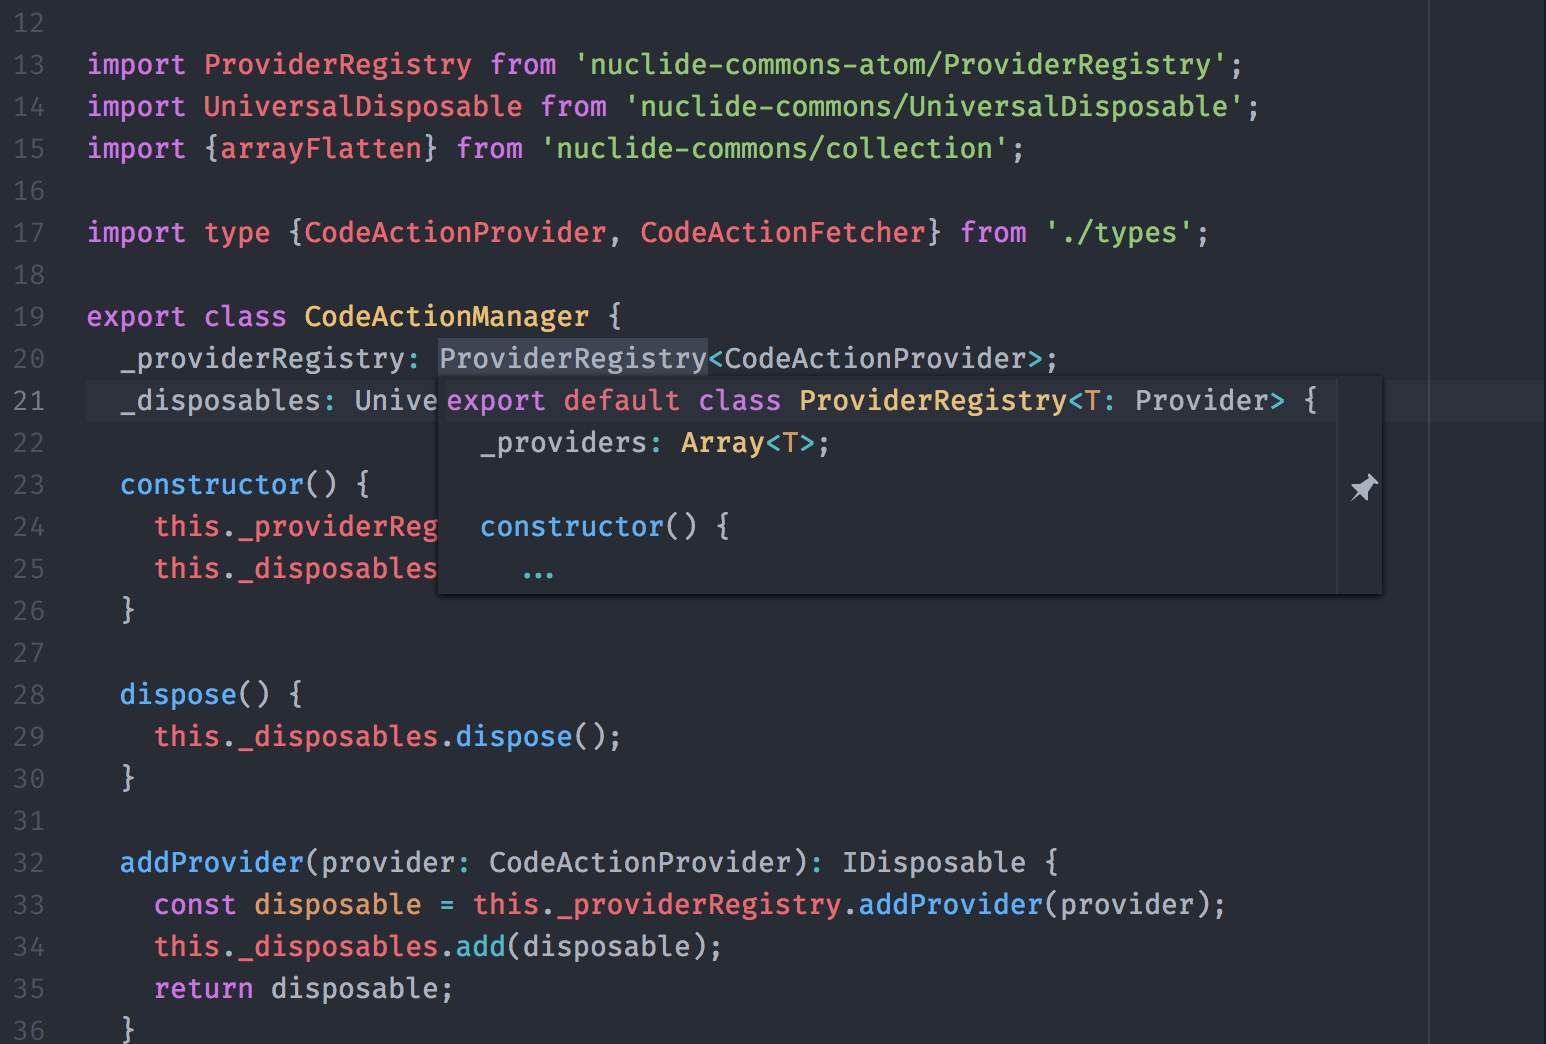 12
13 import ProviderRegistry from 'nuclide-commons-atom/ProviderRegistry';
14 import UniversalDisposable from 'nuclide-commons/UniversalDisposable';
15 import {arrayFlatten} from 'nuclide-commons/collection';
16
17 import type {CodeActionProvider, CodeActionFetcher} from './types';
18
19 export class CodeActionManager {
20 _providerRegistry: ProviderRegistry<CodeActionProvider>;
21 _disposables: Unive
export default class ProviderRegistry<T: Provider> {
22
_providers: Array<T>;
23 constructor() {
24 this._providerReg
constructor() {
25 this._disposables
...
26 }
27
28 dispose() {
29 this._disposables.dispose();
30 }
31
32 addProvider(provider: CodeActionProvider): IDisposable {
33 const disposable = this._providerRegistry.addProvider(provider);
34 this._disposables.add(disposable);
35 return disposable;
36 }